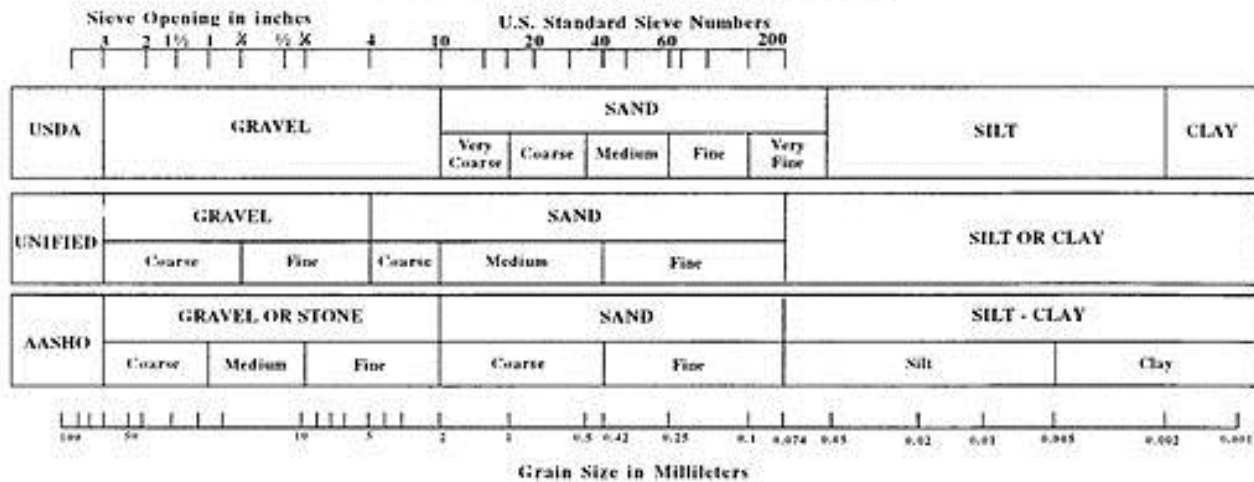 Sieve Opening in inches U.S. Standard Sieve Numbers
3 2 1½ 1 ¾ ½ ⅜ 4 10 20 40 60 200
USDA GRAVEL SAND SILT CLAY
Very Coarse Coarse Medium Fine Very Fine
UNIFIED GRAVEL SAND SILT OR CLAY
Coarse Fine Coarse Medium Fine
AASHO GRAVEL OR STONE SAND SILT - CLAY
Coarse Medium Fine Coarse Fine Silt Clay
100 50 10 5 2 1 0.5 0.42 0.25 0.1 0.074 0.05 0.02 0.01 0.005 0.002 0.001
Grain Size in Millileters